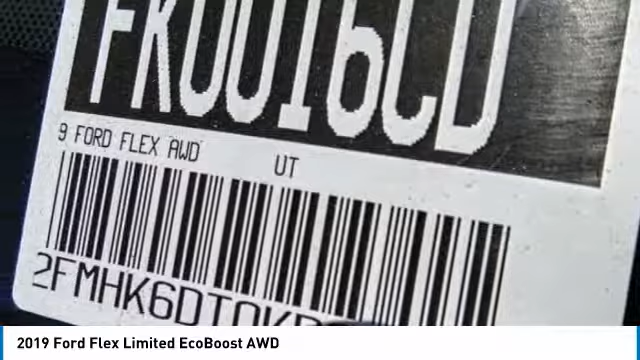 FK0016CD
9 FORD FLEX AWD UT
2FMHK6DT0K
2019 Ford Flex Limited EcoBoost AWD